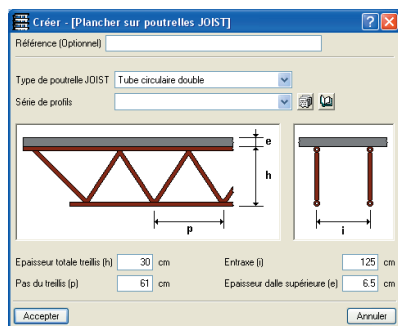 Créer - [Plancher sur poutrelles JOIST]
Référence (Optionnel)
Type de poutrelle JOIST Tube circulaire double
Série de profils
e
h
p
i
Epaisseur totale treillis (h) 30 cm Entraxe (i) 125 cm
Pas du treillis (p) 61 cm Epaisseur dalle supérieure (e) 6.5 cm
Accepter Annuler